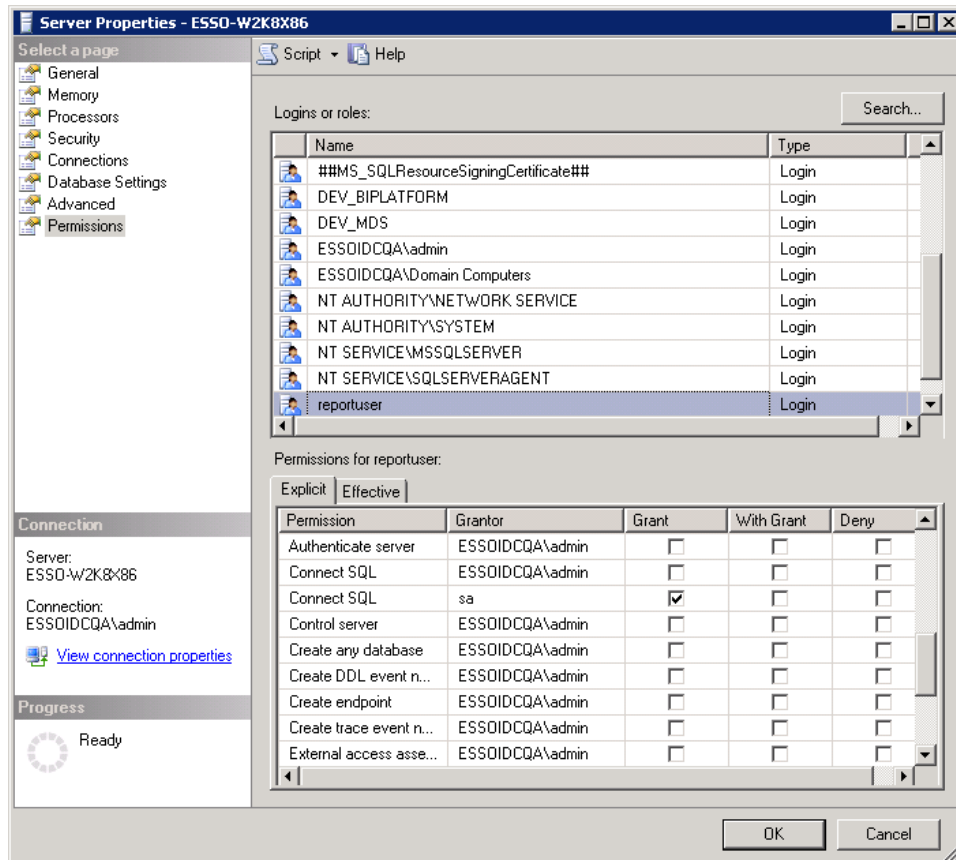 Server Properties - ESSO-W2K8X86
Select a page
General
Memory
Processors
Security
Connections
Database Settings
Advanced
Permissions
Connection
Server:
ESSO-W2K8X86
Connection:
ESSOIDCQA\admin
View connection properties
Progress
Ready
Script Help
Logins or roles:
Search...
Name Type
##MS_SQLResourceSigningCertificate## Login
DEV_BIPLATFORM Login
DEV_MDS Login
ESSOIDCQA\admin Login
ESSOIDCQA\Domain Computers Login
NT AUTHORITY\NETWORK SERVICE Login
NT AUTHORITY\SYSTEM Login
NT SERVICE\MSSQLSERVER Login
NT SERVICE\SQLSERVERAGENT Login
reportuser Login
Permissions for reportuser:
Explicit Effective
Permission Grantor Grant With Grant Deny
Authenticate server ESSOIDCQA\admin
Connect SQL ESSOIDCQA\admin
Connect SQL sa
Control server ESSOIDCQA\admin
Create any database ESSOIDCQA\admin
Create DDL event n... ESSOIDCQA\admin
Create endpoint ESSOIDCQA\admin
Create trace event n... ESSOIDCQA\admin
External access asse... ESSOIDCQA\admin
OK Cancel